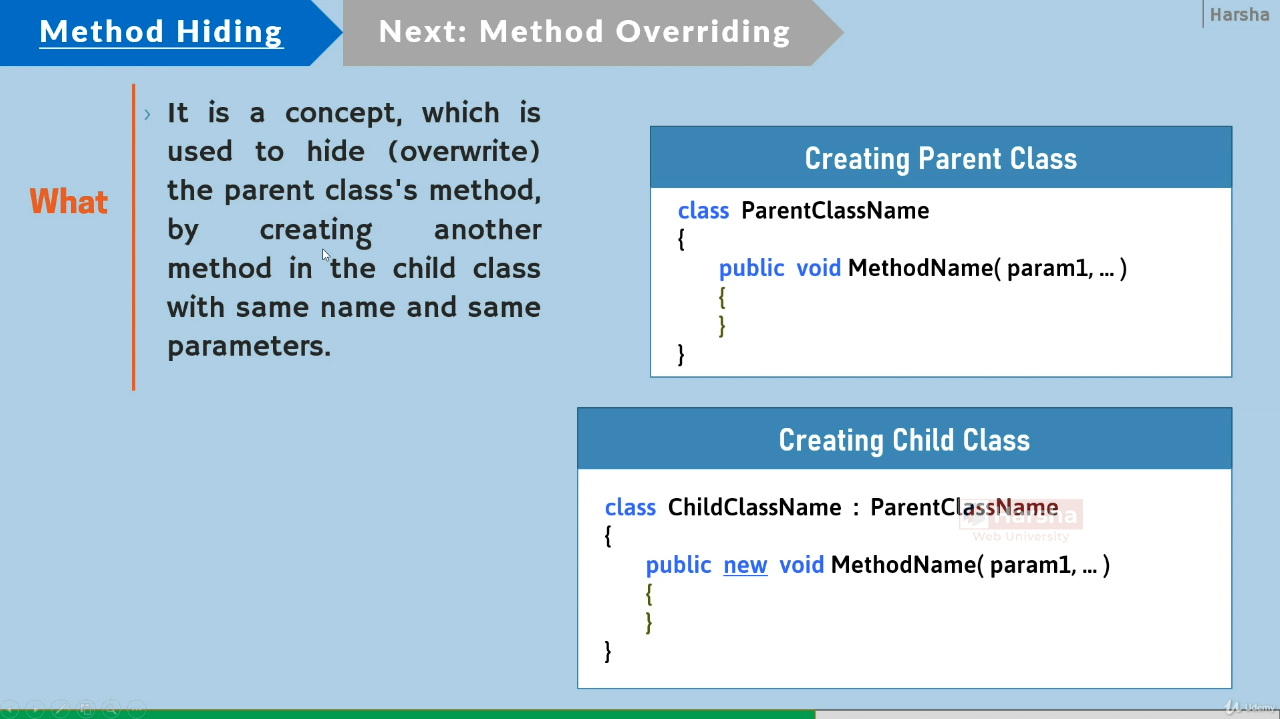 Method Hiding
Next: Method Overriding
Harsha
What
› It is a concept, which is
used to hide (overwrite)
the parent class's method,
by creating another
method in the child class
with same name and same
parameters.
Creating Parent Class
class ParentClassName
{
public void MethodName( param1, ... )
{
}
}
Creating Child Class
class ChildClassName : ParentClassName
{
public new void MethodName( param1, ... )
{
}
}
Harsha
Web University
Udemy